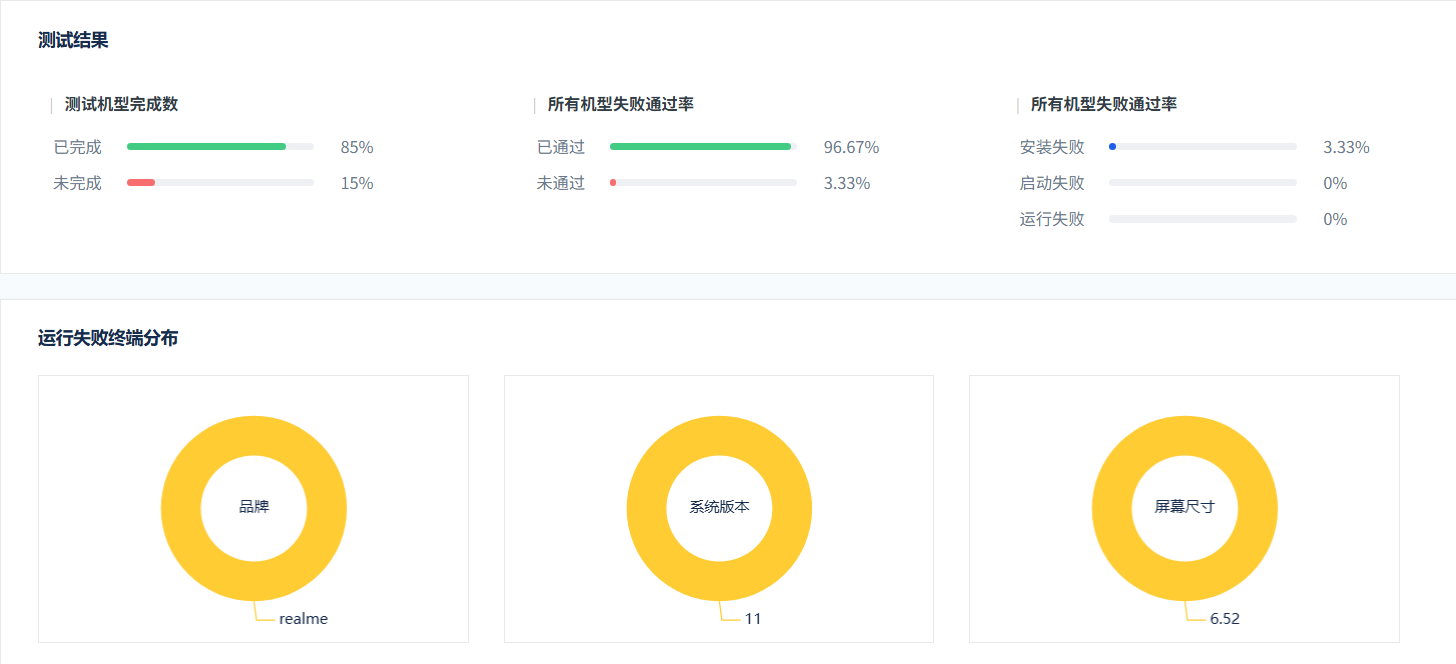 测试结果
测试机型完成数
已完成 85%
未完成 15%
所有机型失败通过率
已通过 96.67%
未通过 3.33%
所有机型失败通过率
安装失败 3.33%
启动失败 0%
运行失败 0%
运行失败终端分布
品牌
realme
系统版本
11
屏幕尺寸
6.52